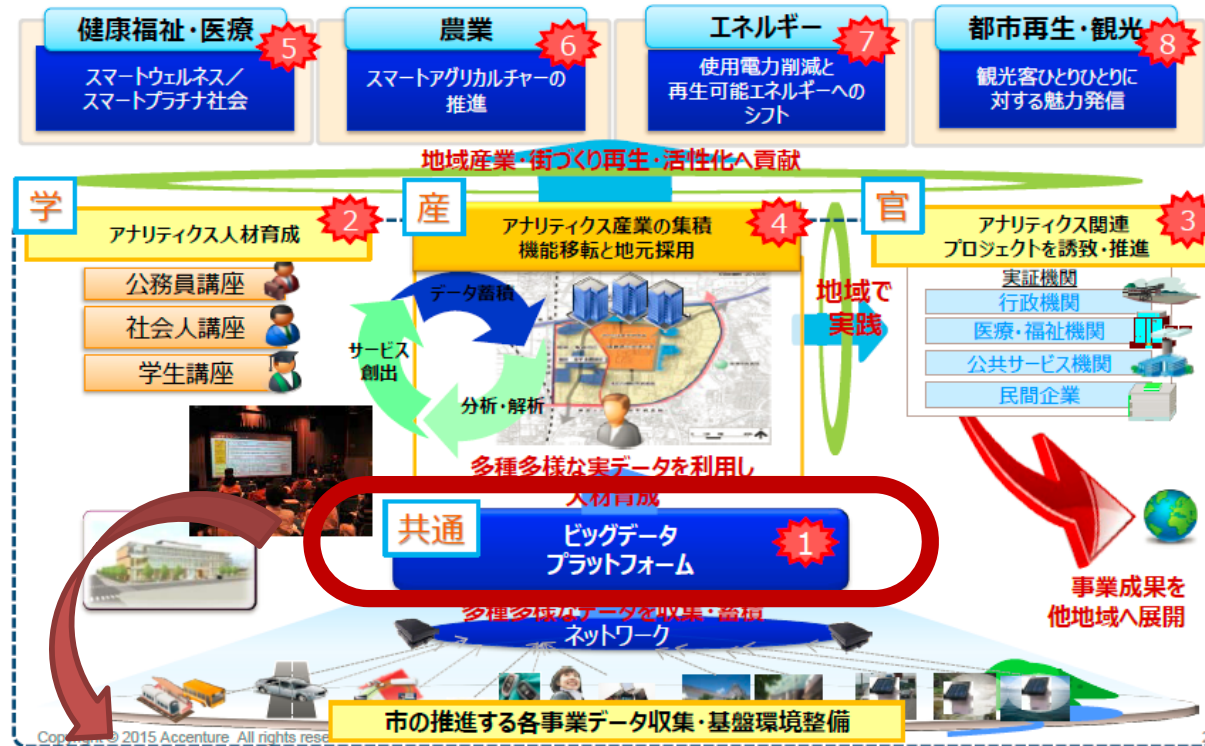 健康福祉・医療
5
スマートウェルネス／
スマートプラチナ社会
農業
6
スマートアグリカルチャーの
推進
エネルギー
7
使用電力削減と
再生可能エネルギーへの
シフト
都市再生・観光
8
観光客ひとりひとりに
対する魅力発信
地域産業・街づくり再生・活性化へ貢献
学
アナリティクス人材育成
2
公務員講座
社会人講座
学生講座
産
アナリティクス産業の集積
機能移転と地元採用
4
データ蓄積
サービス
創出
分析・解析
地域で
実践
官
アナリティクス関連
プロジェクトを誘致・推進
3
実証機関
行政機関
医療・福祉機関
公共サービス機関
民間企業
多種多様な実データを利用し
人材育成
共通
ビッグデータ
プラットフォーム
1
事業成果を
他地域へ展開
多種多様なデータを収集・蓄積
ネットワーク
市の推進する各事業データ収集・基盤環境整備
© 2015 Accenture All rights rese